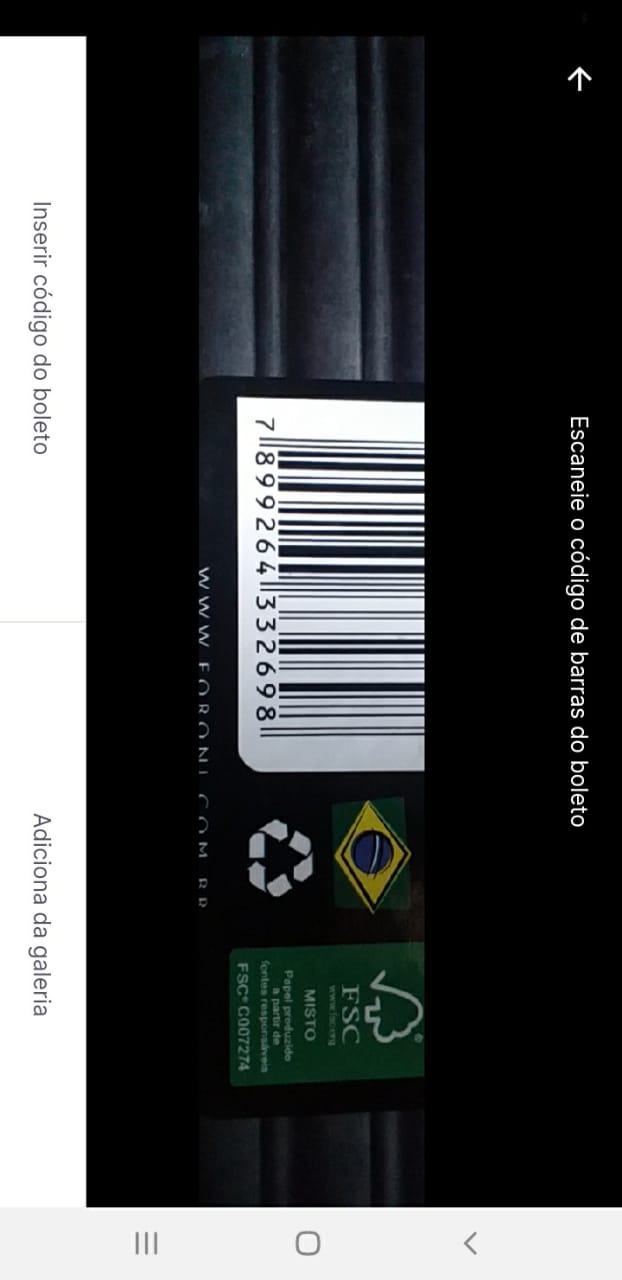 Escaneie o código de barras do boleto
7 899264 332698
WWW.FORONI.COM.BR
®
FSC
www.fsc.org
MISTO
Papel produzido
a partir de
fontes responsáveis
FSC® C007274
Inserir código do boleto
Adiciona da galeria